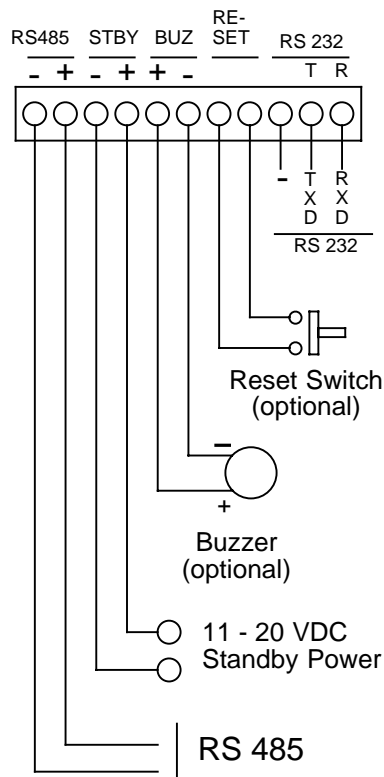 RS485 STBY BUZ RE-
SET RS 232
T R
- + - + + -
- T
X
D R
X
D
RS 232
Reset Switch
(optional)
−
+
Buzzer
(optional)
11 - 20 VDC
Standby Power
RS 485